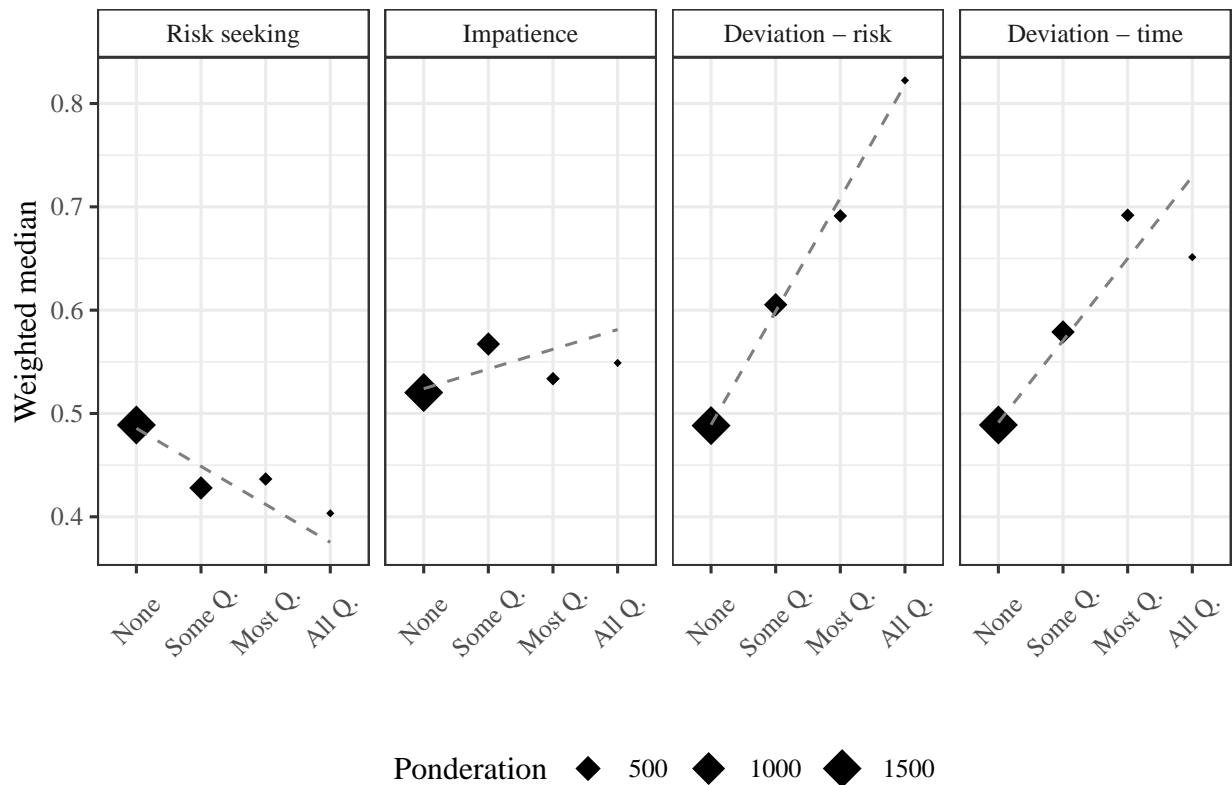 Risk seeking Impatience Deviation – risk Deviation – time
0.8
0.7
0.6
0.5
0.4
Weighted median
None Some Q. Most Q. All Q. None Some Q. Most Q. All Q. None Some Q. Most Q. All Q. None Some Q. Most Q. All Q.
Ponderation 500 1000 1500